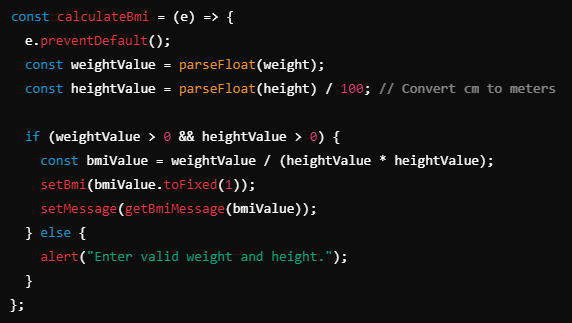 const calculateBmi = (e) => {
  e.preventDefault();
  const weightValue = parseFloat(weight);
  const heightValue = parseFloat(height) / 100; // Convert cm to meters

  if (weightValue > 0 && heightValue > 0) {
    const bmiValue = weightValue / (heightValue * heightValue);
    setBmi(bmiValue.toFixed(1));
    setMessage(getBmiMessage(bmiValue));
  } else {
    alert("Enter valid weight and height.");
  }
};